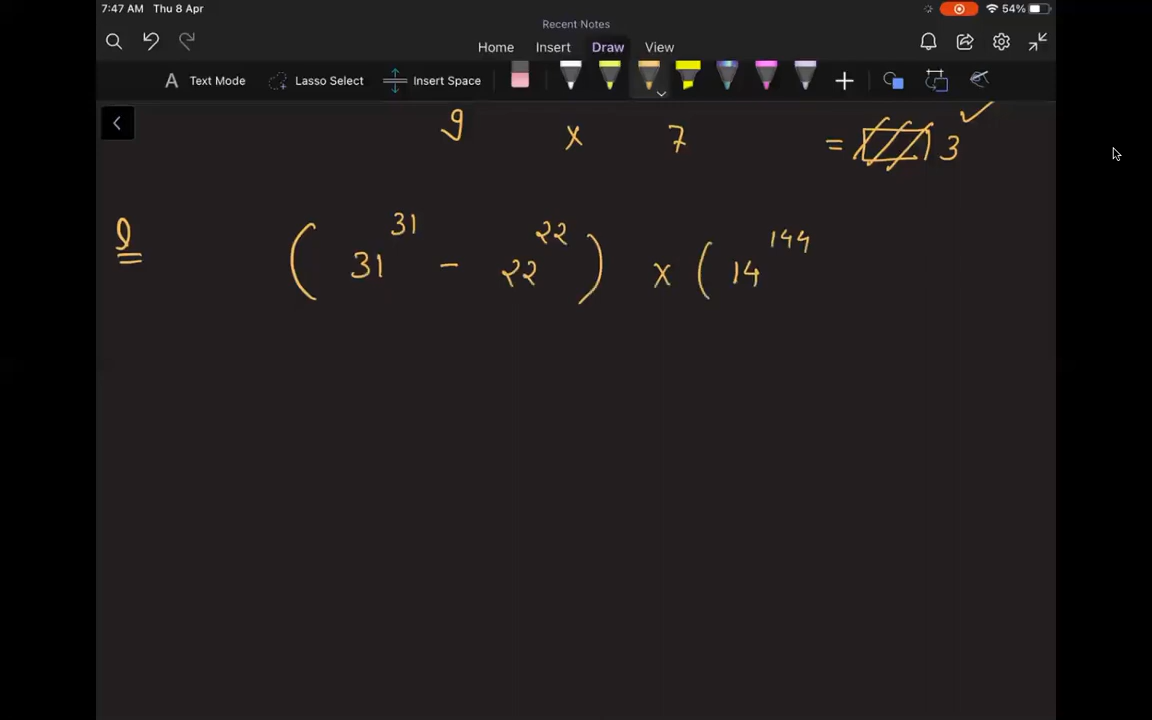 7:47 AM Thu 8 Apr 54%
Recent Notes
Home Insert Draw View
A Text Mode Lasso Select Insert Space
9 x 7 = 3
Q (31^31 - 22^22) x (14^144